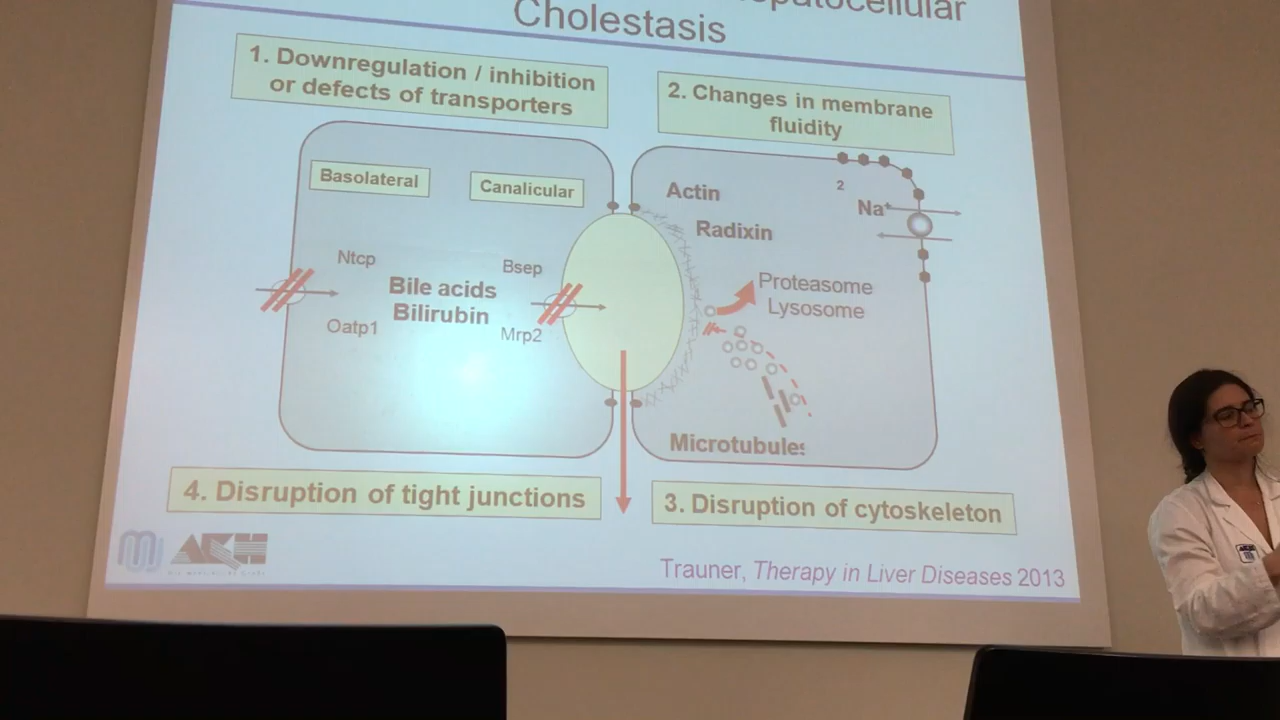 Cholestasis
1. Downregulation / inhibition
or defects of transporters
2. Changes in membrane
fluidity
Basolateral
Canalicular
Ntcp
Bsep
Bile acids
Bilirubin
Oatp1
Mrp2
Actin
Radixin
2
Na+
Proteasome
Lysosome
Microtubules
4. Disruption of tight junctions
3. Disruption of cytoskeleton
AKH
Trauner, Therapy in Liver Diseases 2013